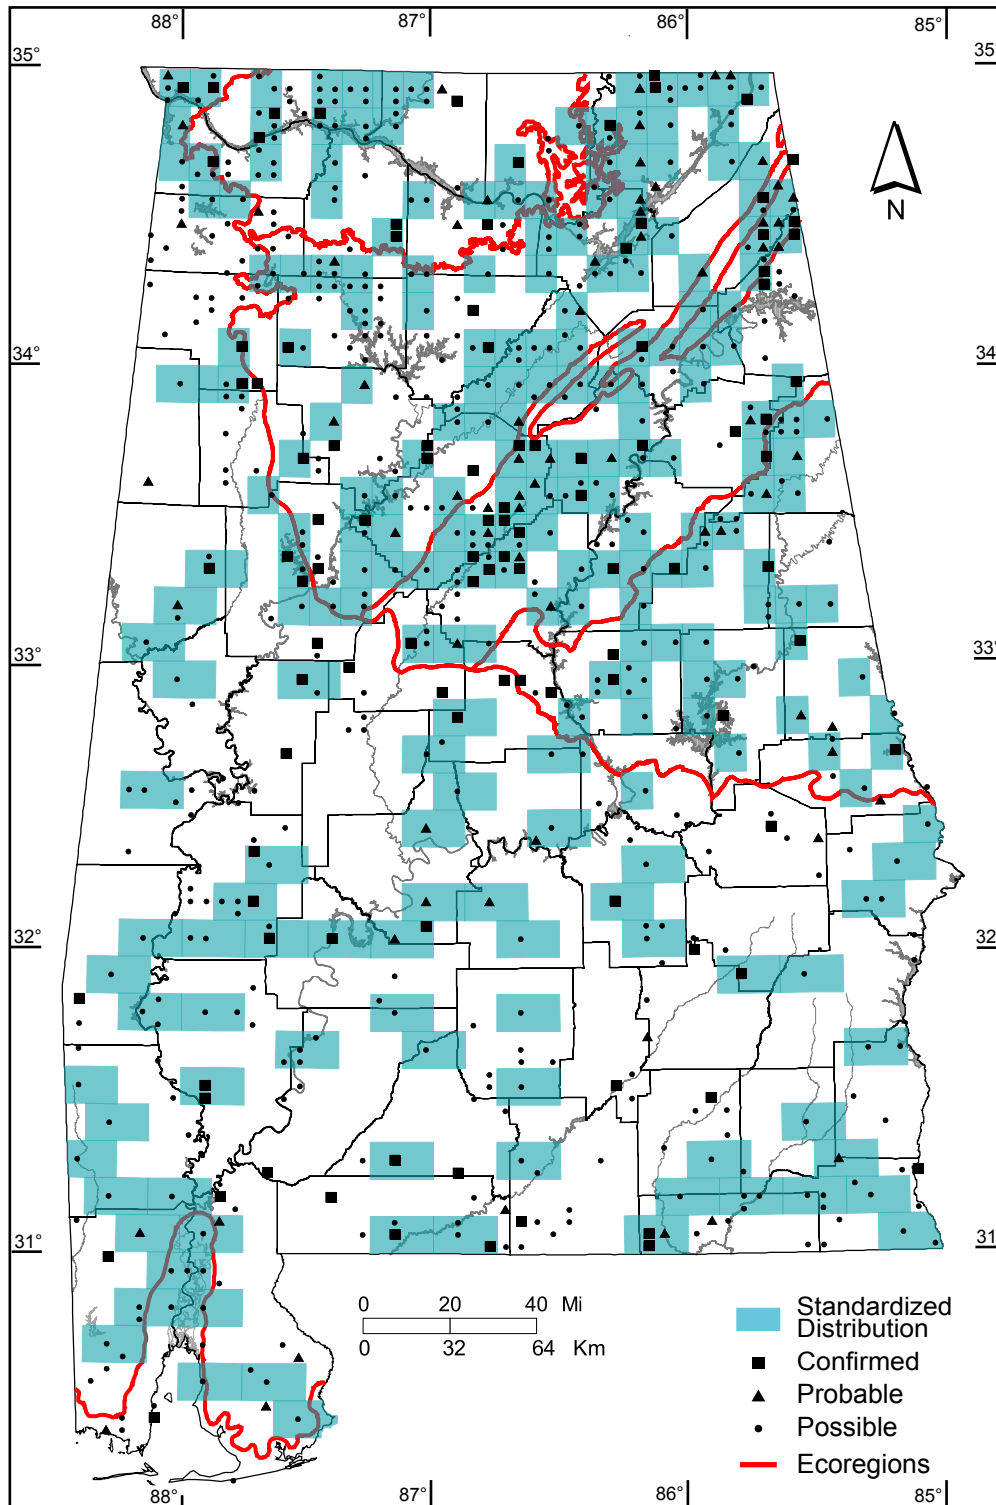 88° 87° 86° 85°
35° 35°
N
34° 34
33° 33°
32° 32
31° 31
0 20 40 Mi
0 32 64 Km
Standardized
Distribution
Confirmed
Probable
Possible
Ecoregions
88° 87° 86° 85°